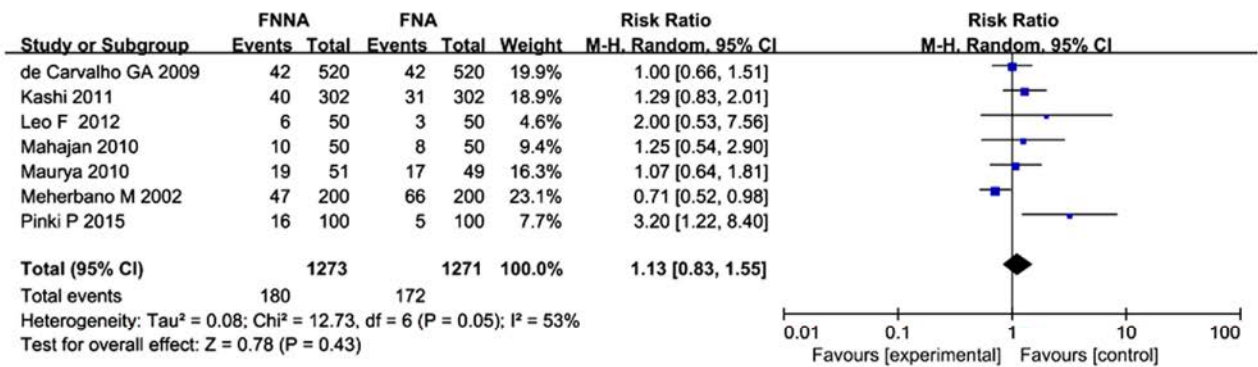 FNNA FNA Risk Ratio Risk Ratio
Study or Subgroup Events Total Events Total Weight M-H. Random. 95% CI M-H. Random. 95% CI
de Carvalho GA 2009 42 520 42 520 19.9% 1.00 [0.66, 1.51]
Kashi 2011 40 302 31 302 18.9% 1.29 [0.83, 2.01]
Leo F 2012 6 50 3 50 4.6% 2.00 [0.53, 7.56]
Mahajan 2010 10 50 8 50 9.4% 1.25 [0.54, 2.90]
Maurya 2010 19 51 17 49 16.3% 1.07 [0.64, 1.81]
Meherbano M 2002 47 200 66 200 23.1% 0.71 [0.52, 0.98]
Pinki P 2015 16 100 5 100 7.7% 3.20 [1.22, 8.40]
Total (95% CI) 1273 1271 100.0% 1.13 [0.83, 1.55]
Total events 180 172
Heterogeneity: Tau² = 0.08; Chi² = 12.73, df = 6 (P = 0.05); I² = 53%
Test for overall effect: Z = 0.78 (P = 0.43)
0.01 0.1 1 10 100
Favours [experimental] Favours [control]